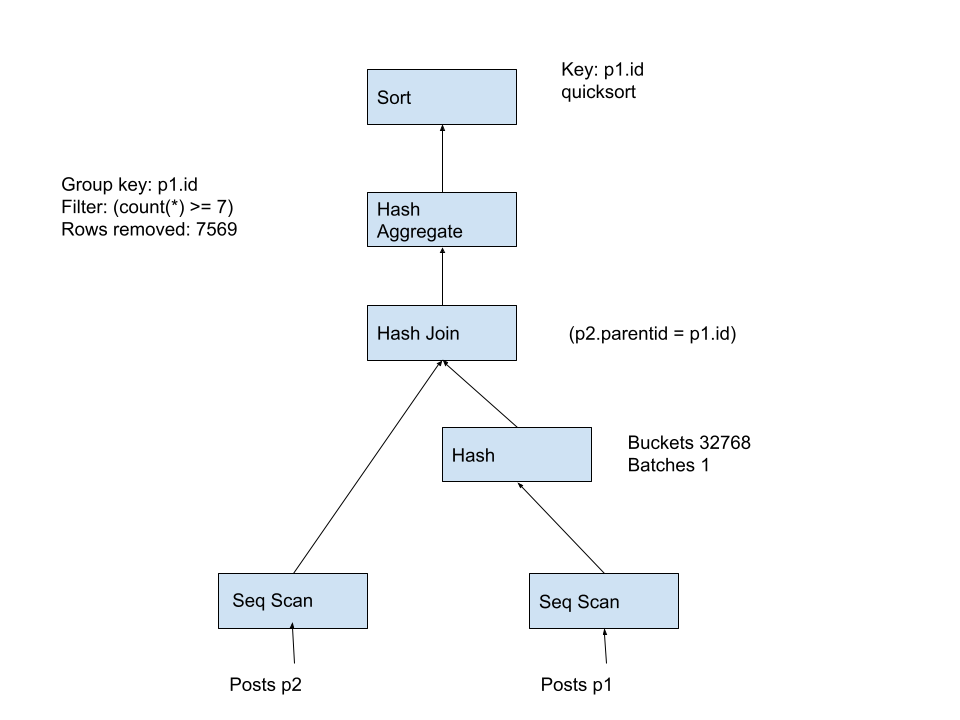 Key: p1.id
quicksort
Sort
Group key: p1.id
Filter: (count(*) >= 7)
Rows removed: 7569
Hash
Aggregate
Hash Join
(p2.parentid = p1.id)
Hash
Buckets 32768
Batches 1
Seq Scan
Seq Scan
Posts p2
Posts p1